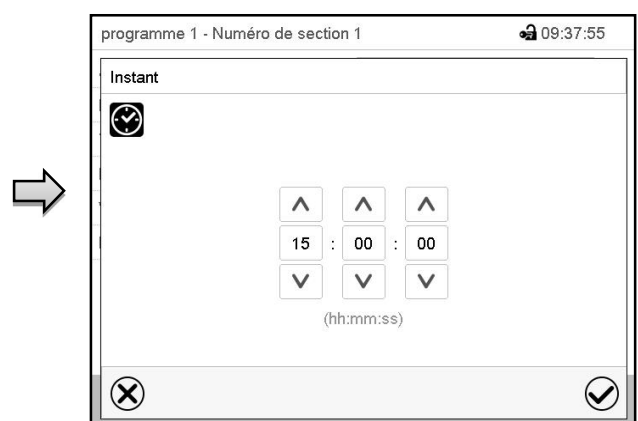 programme 1 - Numéro de section 1 09:37:55
Instant
15 : 00 : 00
(hh:mm:ss)